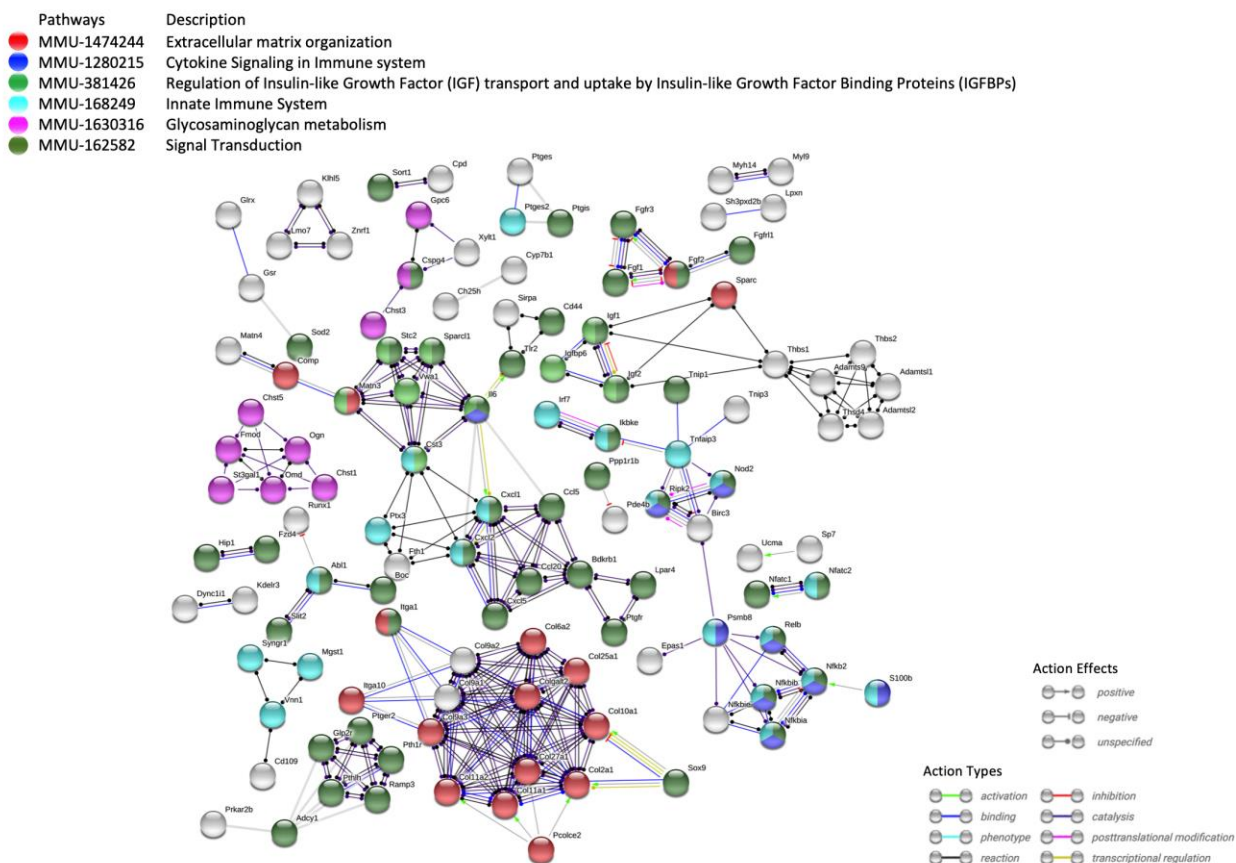 Pathways Description
MMU-1474244 Extracellular matrix organization
MMU-1280215 Cytokine Signaling in Immune system
MMU-381426 Regulation of Insulin-like Growth Factor (IGF) transport and uptake by Insulin-like Growth Factor Binding Proteins (IGFBPs)
MMU-168249 Innate Immune System
MMU-1630316 Glycosaminoglycan metabolism
MMU-162582 Signal Transduction
Ptges
Cpd
Sort1
Myl9
Myh14
Klhl5
Glrx
Gpc6
Ptges2
Ptgis
Fgfr3
Sh3pxd2b
Lpxn
Lmo7
Znrf1
Xylt1
Fgfrl1
Cspg4
Cyp7b1
Fgf1
Fgf2
Gsr
Ch25h
Sparc
Chst3
Sirpa
Cd44
Matn4
Sod2
Stc2
Sparcl1
Igf1
Tlr2
Thbs1
Thbs2
Comp
Vwa1
Igfbp6
Igf2
Tnip1
Adamts9
Adamtsl1
Matn3
Il6
Chst5
Irf7
Tnip3
Thsd4
Adamtsl2
Fmod
Ogn
Cst3
Ikbke
Tnfaip3
St3gal1
Omd
Chst1
Ppp1r1b
Nod2
Ripk2
Pde4b
Runx1
Cxcl1
Ccl5
Birc3
Ptx3
Fzd4
Hip1
Fth1
Cxcl2
Ucma
Sp7
Abl1
Boc
Ccl20
Bdkrb1
Lpar4
Nfatc1
Nfatc2
Dync1i1
Kdelr3
Cxcl5
Slit2
Itga1
Ptgfr
Psmb8
Relb
Syngr1
Mgst1
Col9a2
Col6a2
Epas1
Col25a1
Nfkb2
S100b
Itga10
Col9a1
Colgalt2
Nfkbib
Vnn1
Col10a1
Nfkbie
Nfkbia
Ptger2
Col9a3
Glp2r
Pth1r
Cd109
Col27a1
Col2a1
Pthlh
Ramp3
Col11a2
Col11a1
Sox9
Prkar2b
Adcy1
Pcolce2
Action Effects
positive
negative
unspecified
Action Types
activation inhibition
binding catalysis
phenotype posttranslational modification
reaction transcriptional regulation